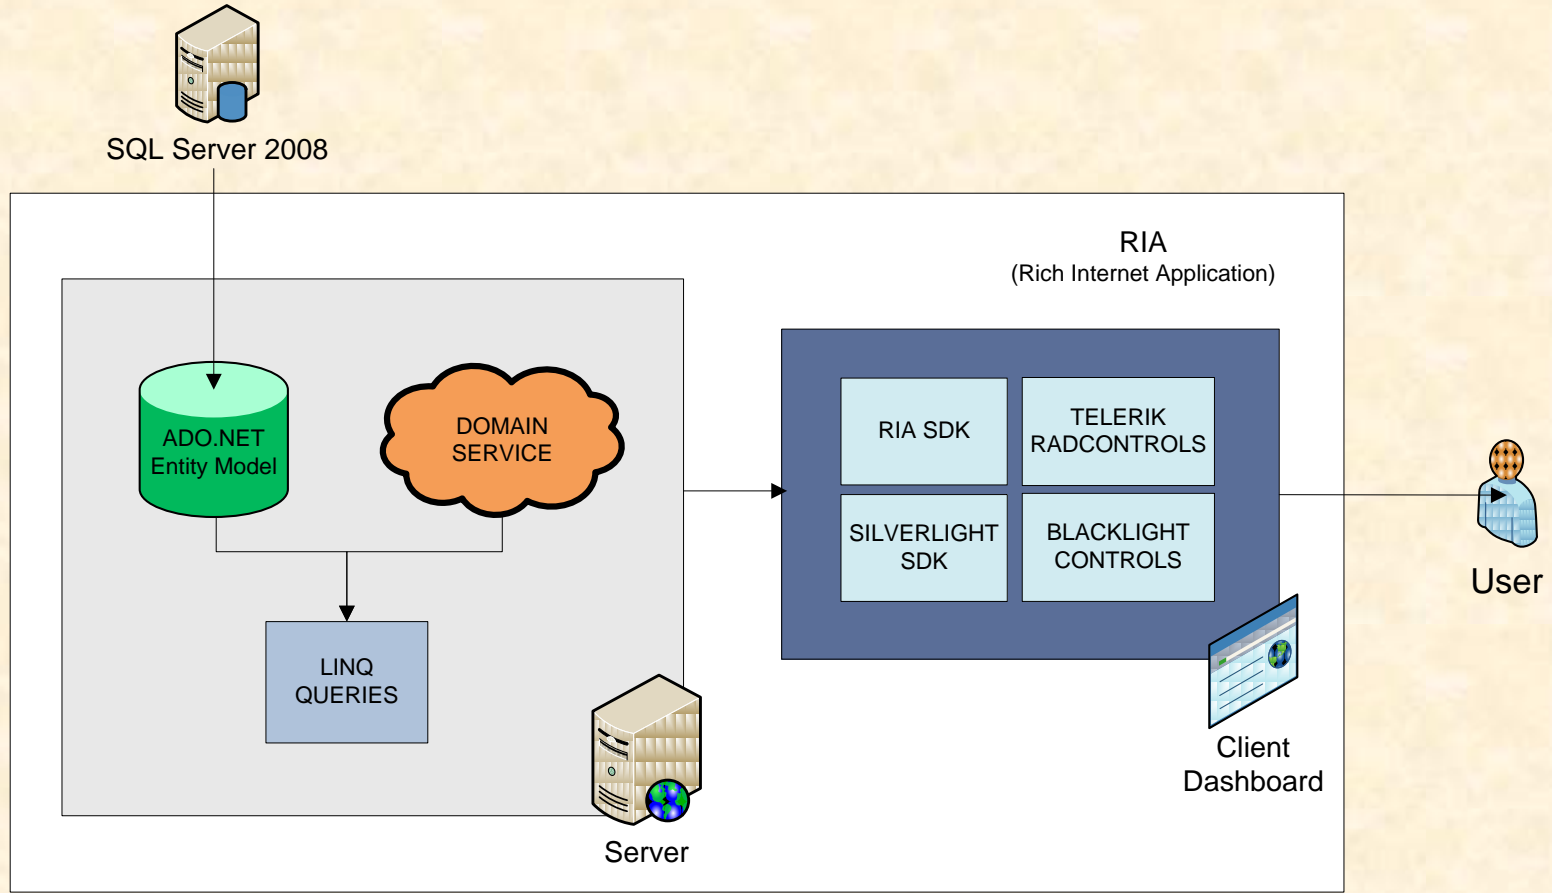 SQL Server 2008
RIA
(Rich Internet Application)
ADO.NET
Entity Model
DOMAIN
SERVICE
LINQ
QUERIES
Server
RIA SDK
TELERIK
RADCONTROLS
SILVERLIGHT
SDK
BLACKLIGHT
CONTROLS
Client
Dashboard
User